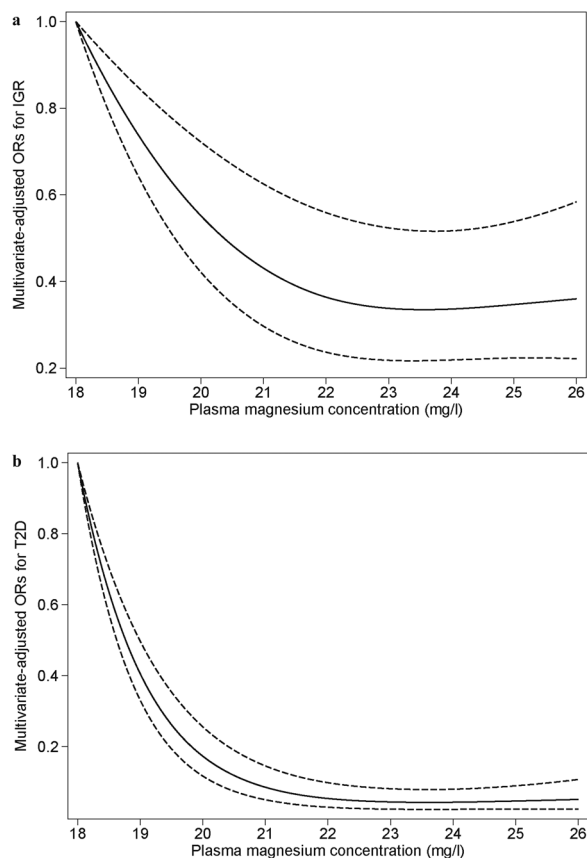 a
Multivariate-adjusted ORs for IGR
1.0
0.8
0.6
0.4
0.2
18 19 20 21 22 23 24 25 26
Plasma magnesium concentration (mg/l)
b
Multivariate-adjusted ORs for T2D
1.0
0.8
0.6
0.4
0.2
18 19 20 21 22 23 24 25 26
Plasma magnesium concentration (mg/l)